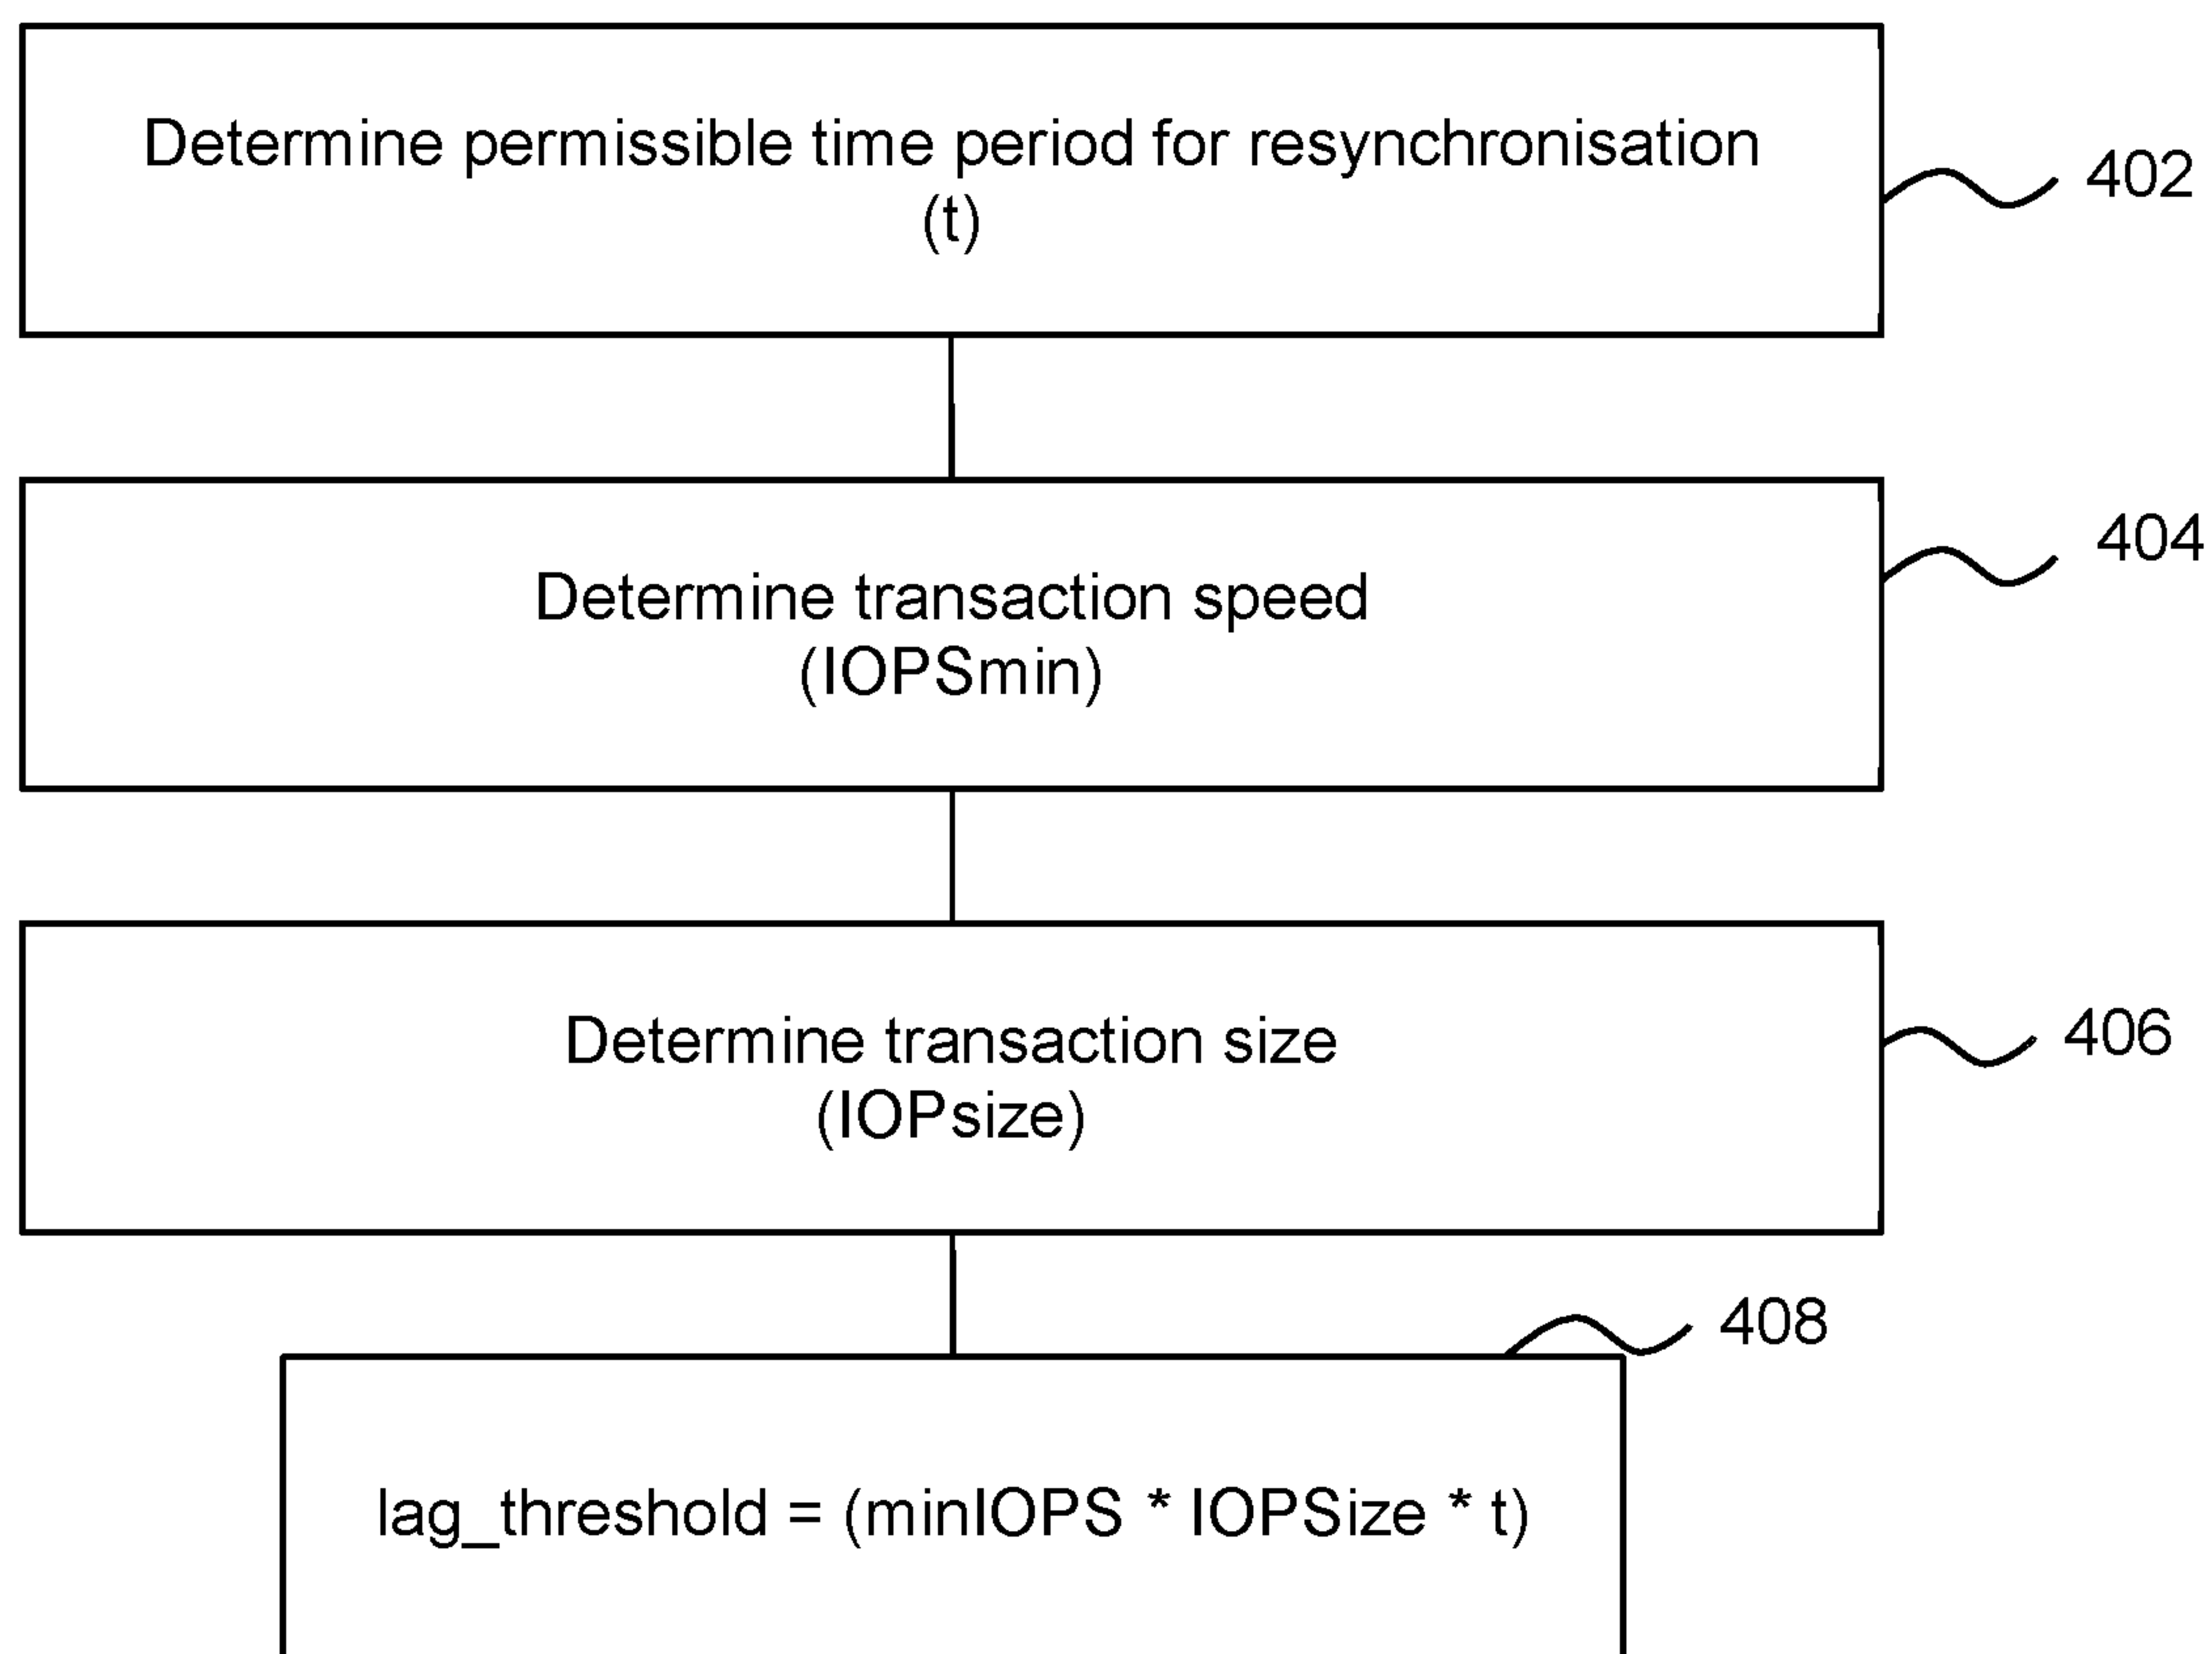 Determine permissible time period for resynchronisation
(t)
402
Determine transaction speed
(IOPSmin)
404
Determine transaction size
(IOPsize)
406
408
lag_threshold = (minIOPS * IOPSize * t)